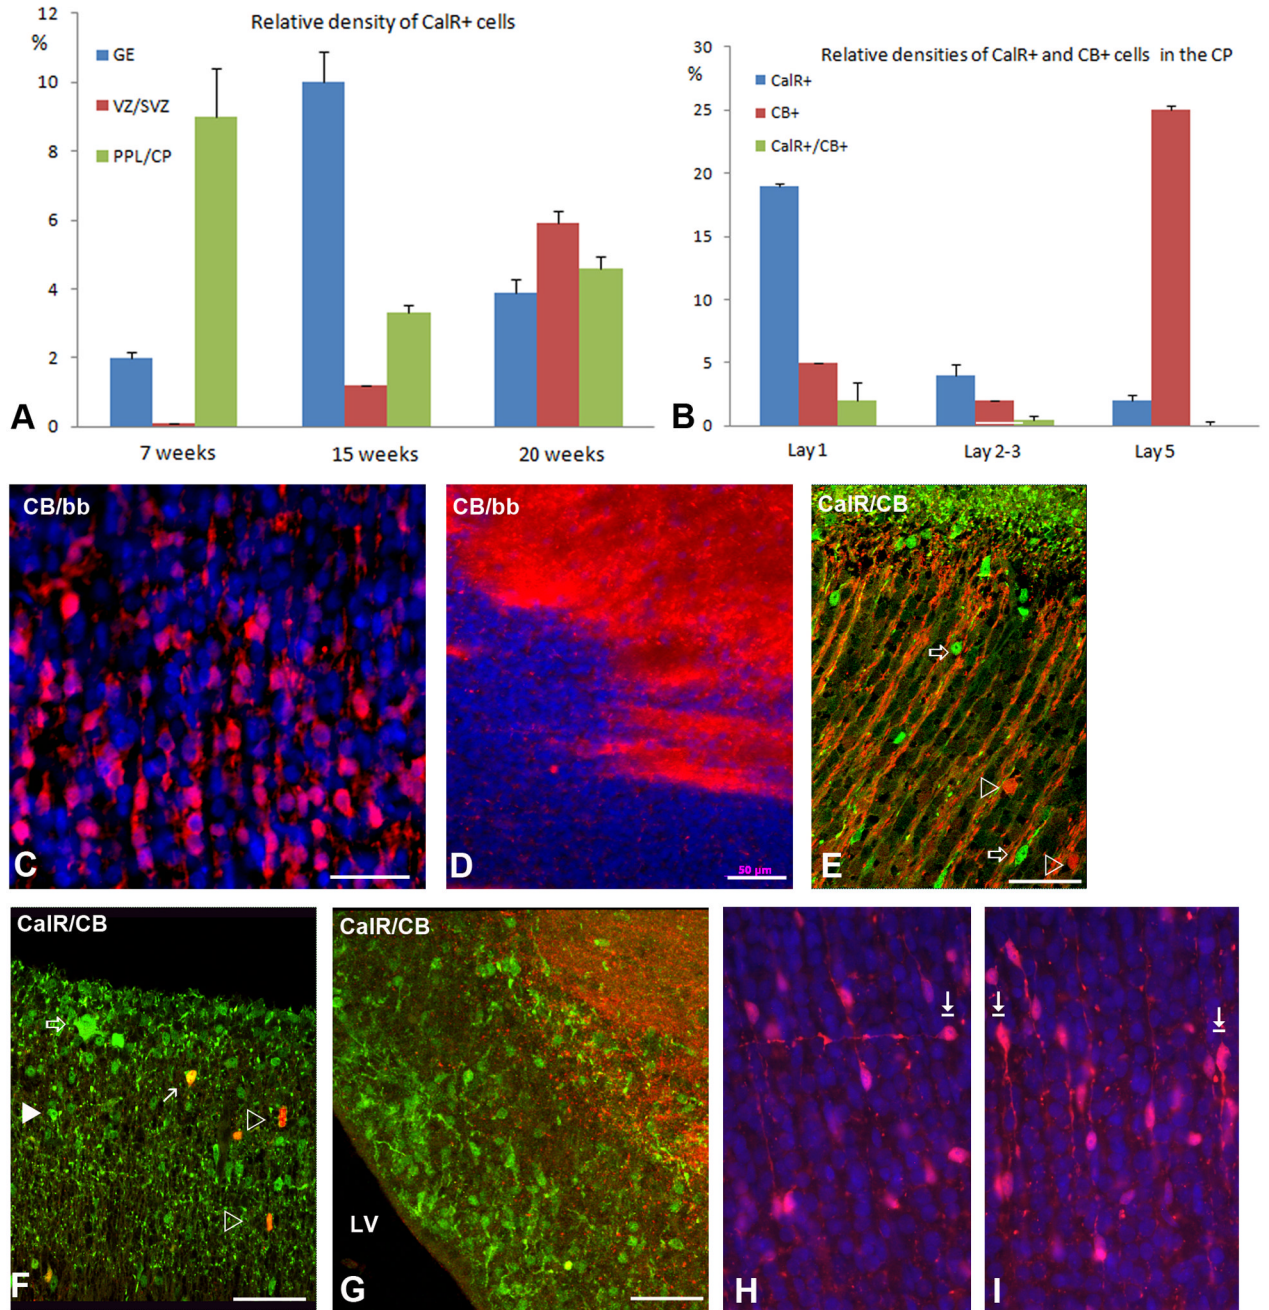 Relative density of CalR+ cells
12
%
10
8
6
4
2
0
GE
VZ/SVZ
PPL/CP
7 weeks
15 weeks
20 weeks
A
Relative densities of CalR+ and CB+ cells in the CP
30
%
25
20
15
10
5
0
CalR+
CB+
CalR+/CB+
Lay 1
Lay 2-3
Lay 5
B
CB/bb
C
CB/bb
50 µm
D
CalR/CB
E
CalR/CB
F
CalR/CB
LV
G
H
I